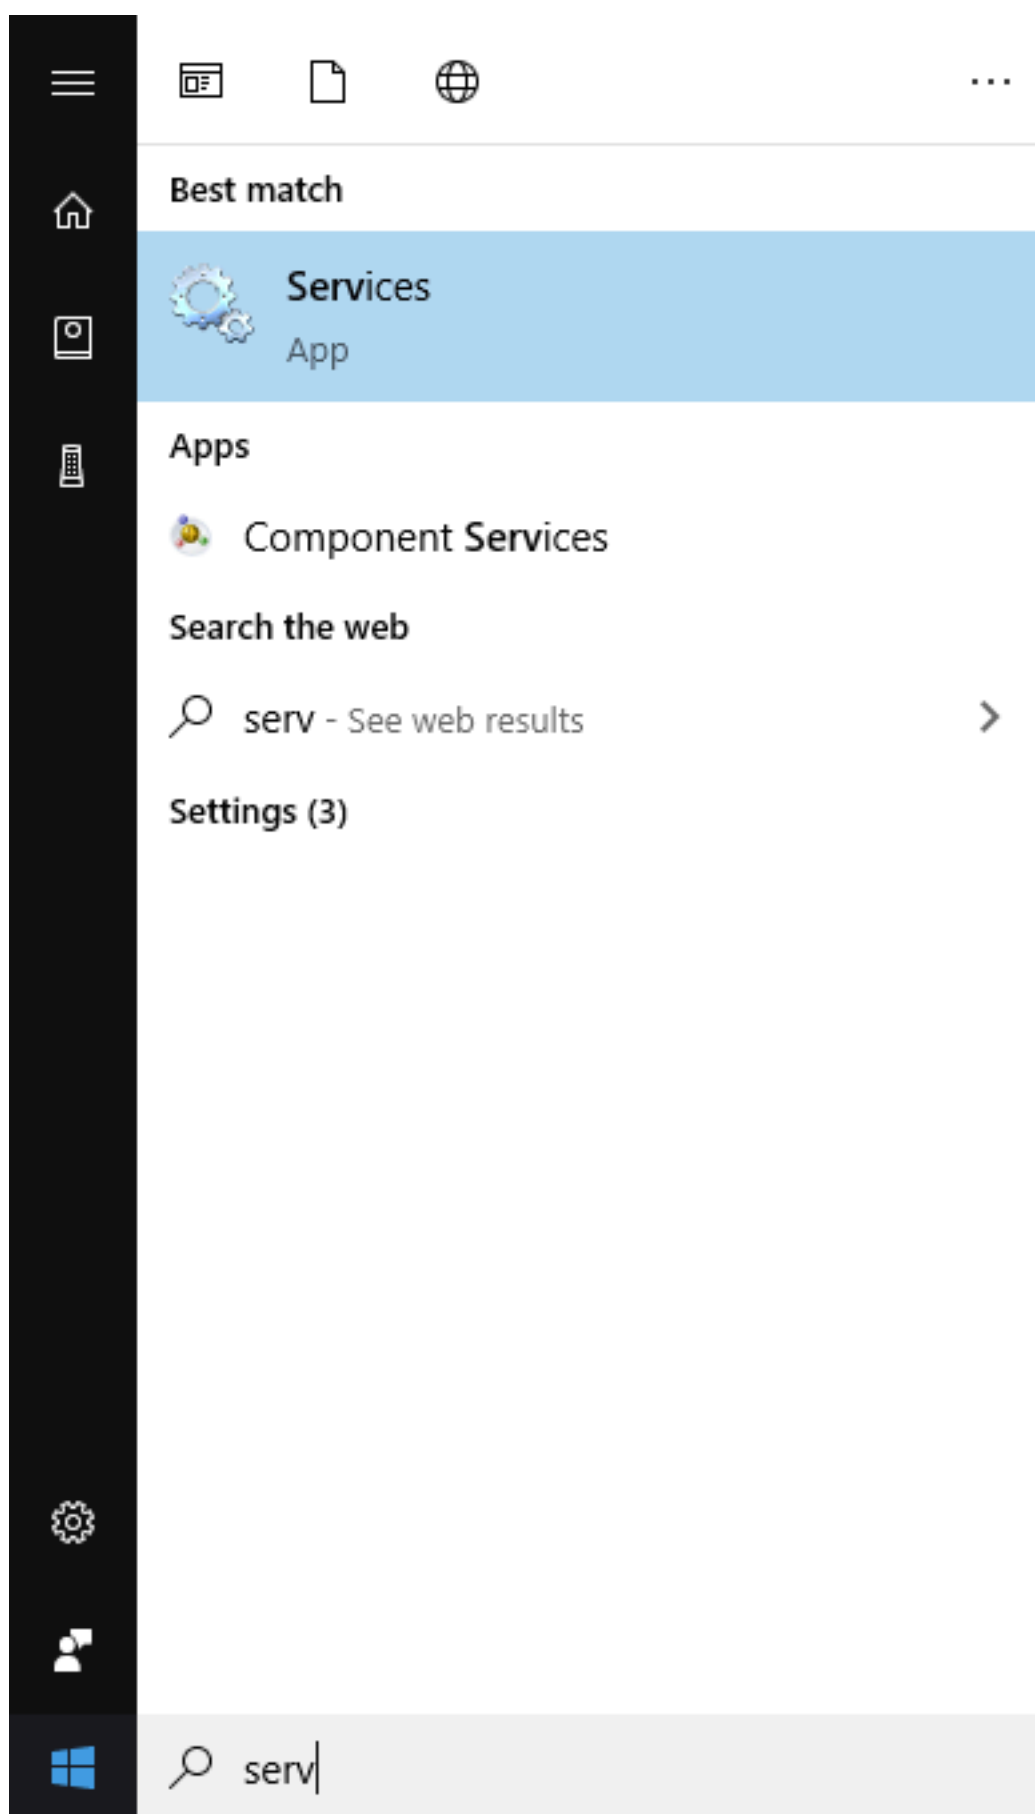 Best match
Services
App
Apps
Component Services
Search the web
serv - See web results
Settings (3)
serv